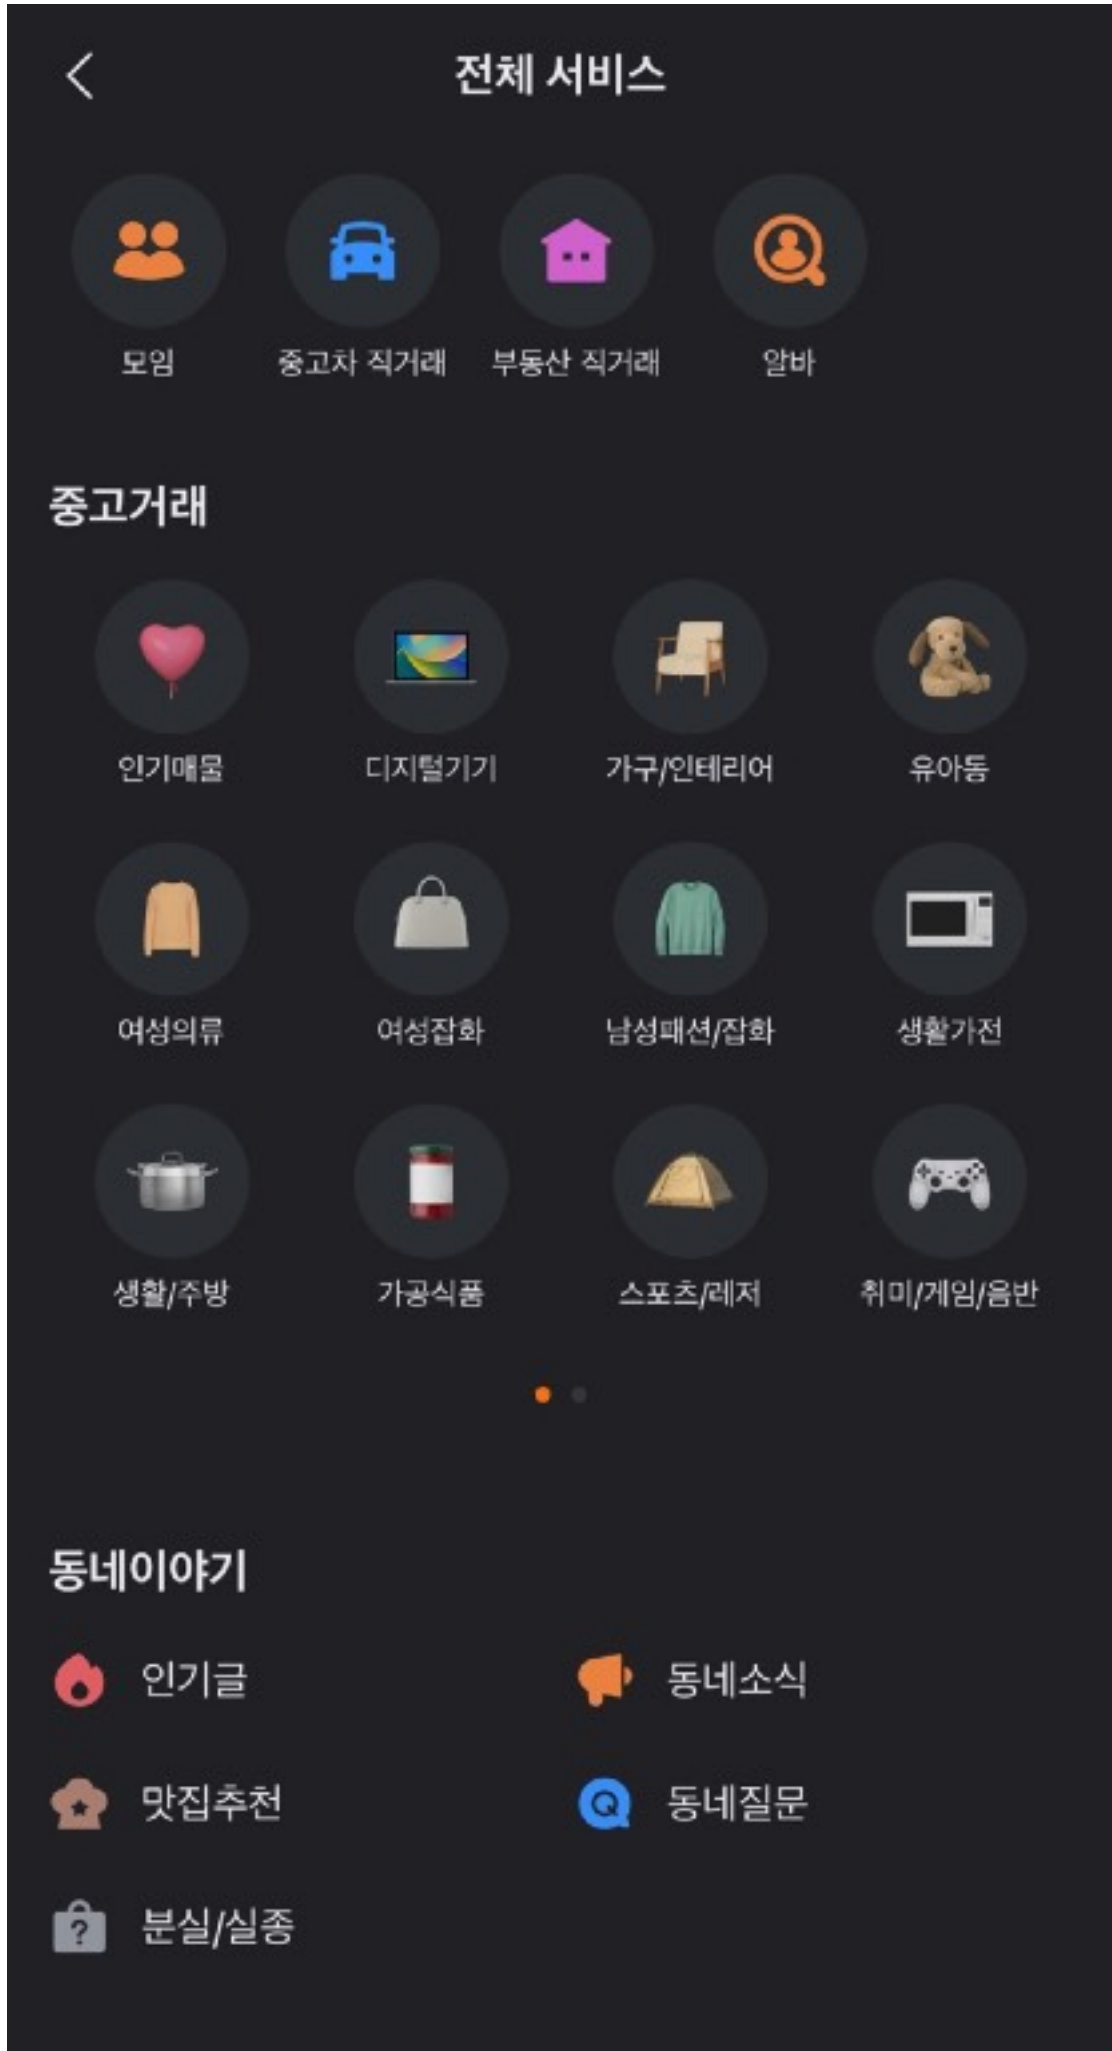 전체 서비스
모임 중고차 직거래 부동산 직거래 알바
중고거래
인기매물 디지털기기 가구/인테리어 유아동
여성의류 여성잡화 남성패션/잡화 생활가전
생활/주방 가공식품 스포츠/레저 취미/게임/음반
동네이야기
인기글 동네소식
맛집추천 동네질문
분실/실종